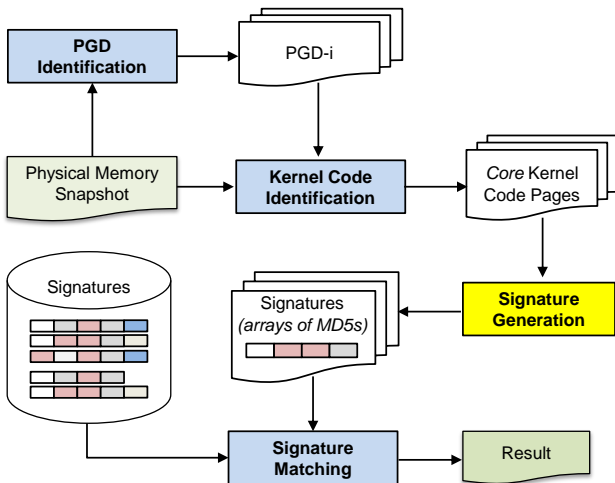 PGD
Identification
PGD-i
Physical Memory
Snapshot
Kernel Code
Identification
Core Kernel
Code Pages
Signatures
Signatures
(arrays of MD5s)
Signature
Generation
Signature
Matching
Result